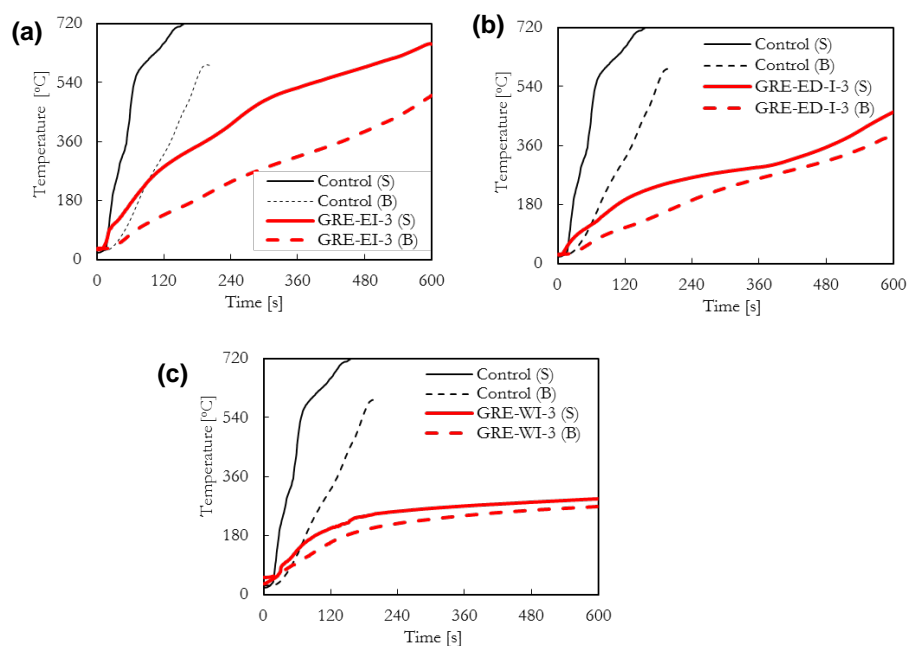 (a)
720
540
360
180
0
Temperature [°C]
Control (S)
Control (B)
GRE-EI-3 (S)
GRE-EI-3 (B)
0 120 240 360 480 600
Time [s]
(b)
720
540
360
180
0
Temperature [°C]
Control (S)
Control (B)
GRE-ED-I-3 (S)
GRE-ED-I-3 (B)
0 120 240 360 480 600
Time [s]
(c)
720
540
360
180
0
Temperature [°C]
Control (S)
Control (B)
GRE-WI-3 (S)
GRE-WI-3 (B)
0 120 240 360 480 600
Time [s]